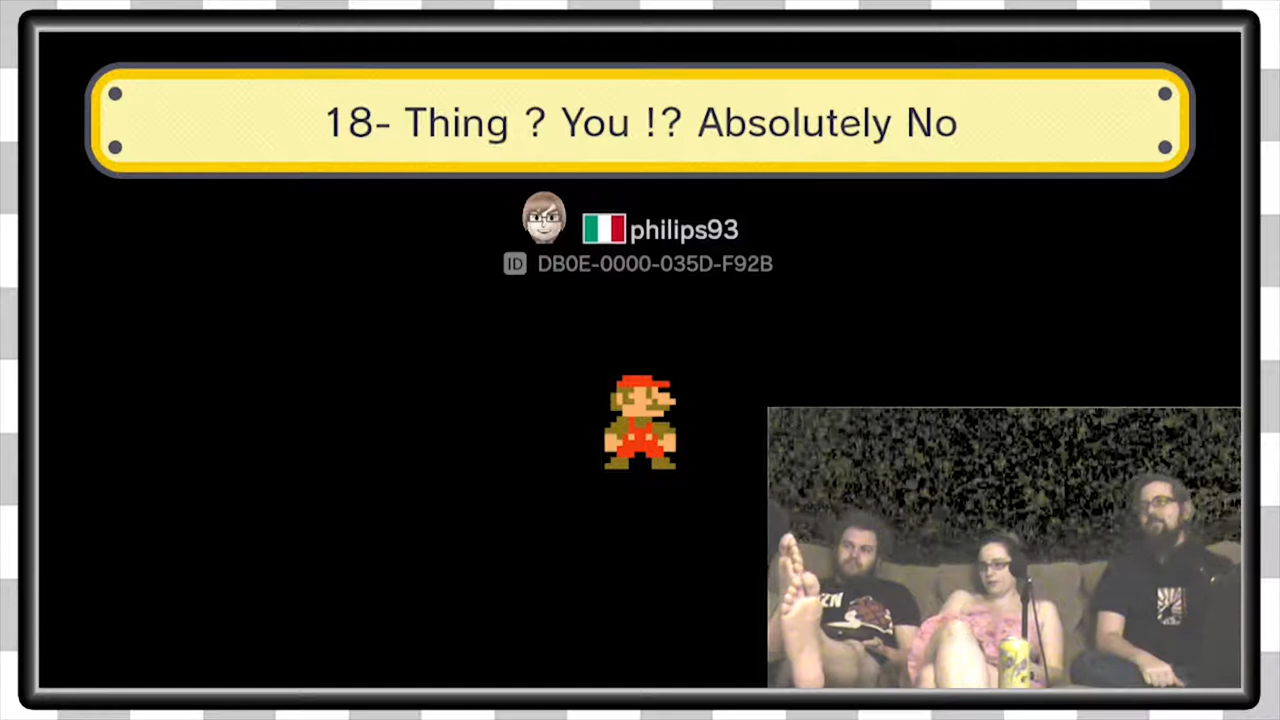 18- Thing ? You !? Absolutely No
philips93
ID DB0E-0000-035D-F92B